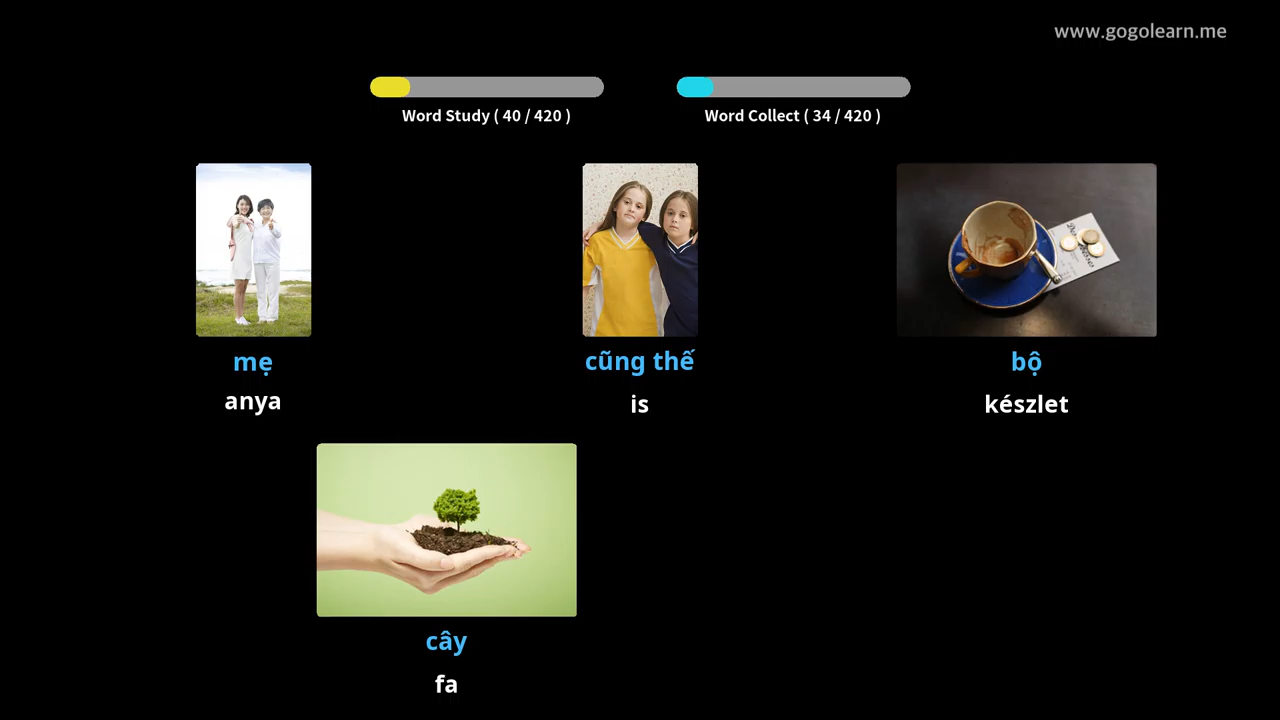 www.gogolearn.me
Word Study ( 40 / 420 )
Word Collect ( 34 / 420 )
mẹ
anya
cũng thế
is
bộ
készlet
cây
fa